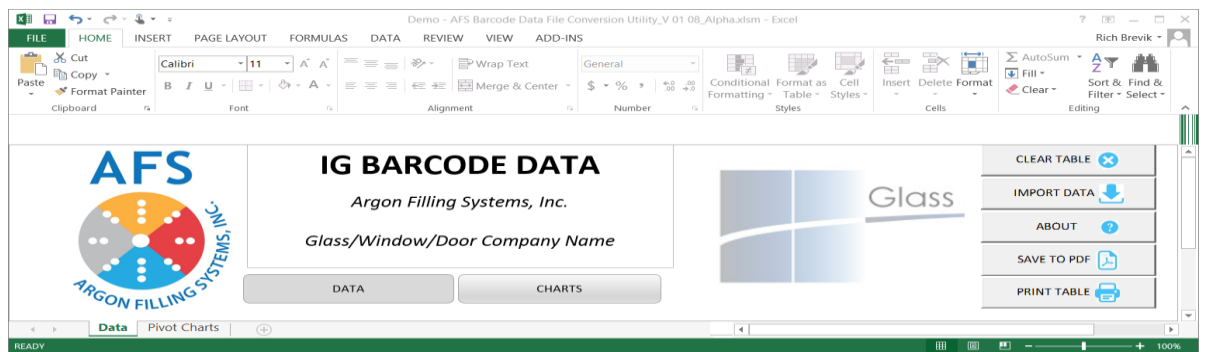 Demo - AFS Barcode Data File Conversion Utility_V 01 08_Alpha.xlsm - Excel
FILE HOME INSERT PAGE LAYOUT FORMULAS DATA REVIEW VIEW ADD-INS Rich Brevik
Paste
Cut
Copy
Format Painter
Clipboard
Calibri 11
B I U A
Font
Wrap Text
Merge & Center
Alignment
General
$ % ,
Number
Conditional Formatting
Format as Table
Cell Styles
Styles
Insert Delete Format
Cells
AutoSum
Fill
Clear
Sort & Filter
Find & Select
Editing
AFS
ARGON FILLING SYSTEMS, INC.
IG BARCODE DATA
Argon Filling Systems, Inc.
Glass/Window/Door Company Name
DATA CHARTS
Glass
CLEAR TABLE
IMPORT DATA
ABOUT
SAVE TO PDF
PRINT TABLE
Data Pivot Charts
READY 100%